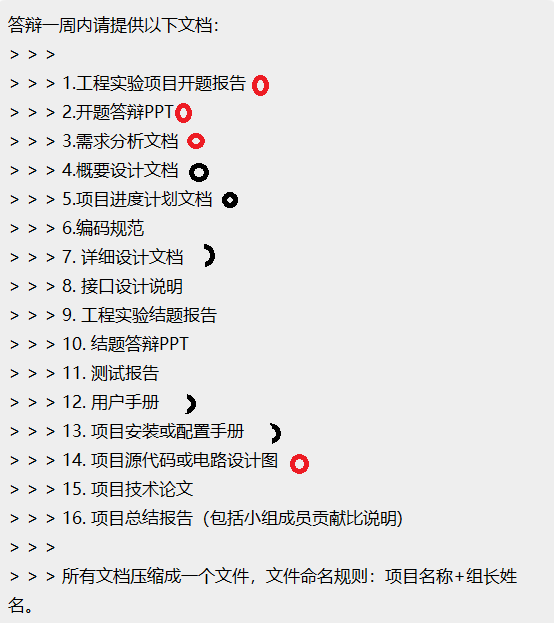 答辩一周内请提供以下文档：
> > >
> > > 1.工程实验项目开题报告
> > > 2.开题答辩PPT
> > > 3.需求分析文档
> > > 4.概要设计文档
> > > 5.项目进度计划文档
> > > 6.编码规范
> > > 7. 详细设计文档
> > > 8. 接口设计说明
> > > 9. 工程实验结题报告
> > > 10. 结题答辩PPT
> > > 11. 测试报告
> > > 12. 用户手册
> > > 13. 项目安装或配置手册
> > > 14. 项目源代码或电路设计图
> > > 15. 项目技术论文
> > > 16. 项目总结报告（包括小组成员贡献比说明）
> > >
> > > 所有文档压缩成一个文件，文件命名规则：项目名称+组长姓
名。